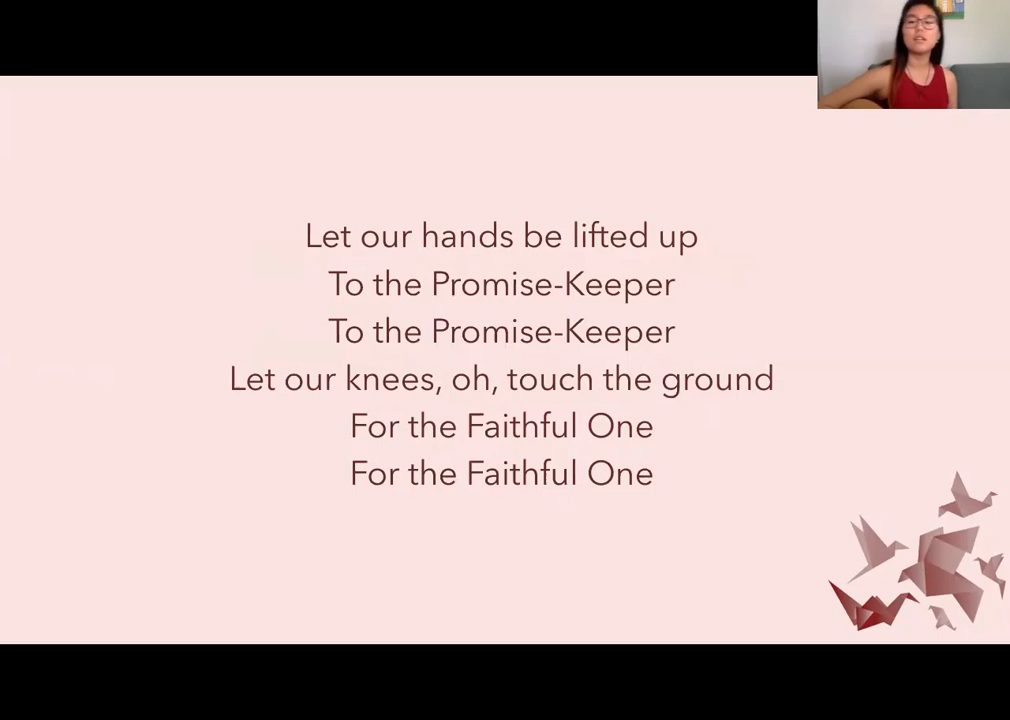 Let our hands be lifted up
To the Promise-Keeper
To the Promise-Keeper
Let our knees, oh, touch the ground
For the Faithful One
For the Faithful One